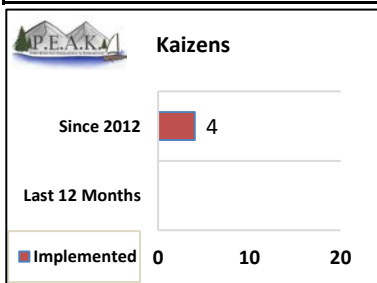 P.E.A.K.
Kaizens
Since 2012
4
Last 12 Months
Implemented
0 10 20